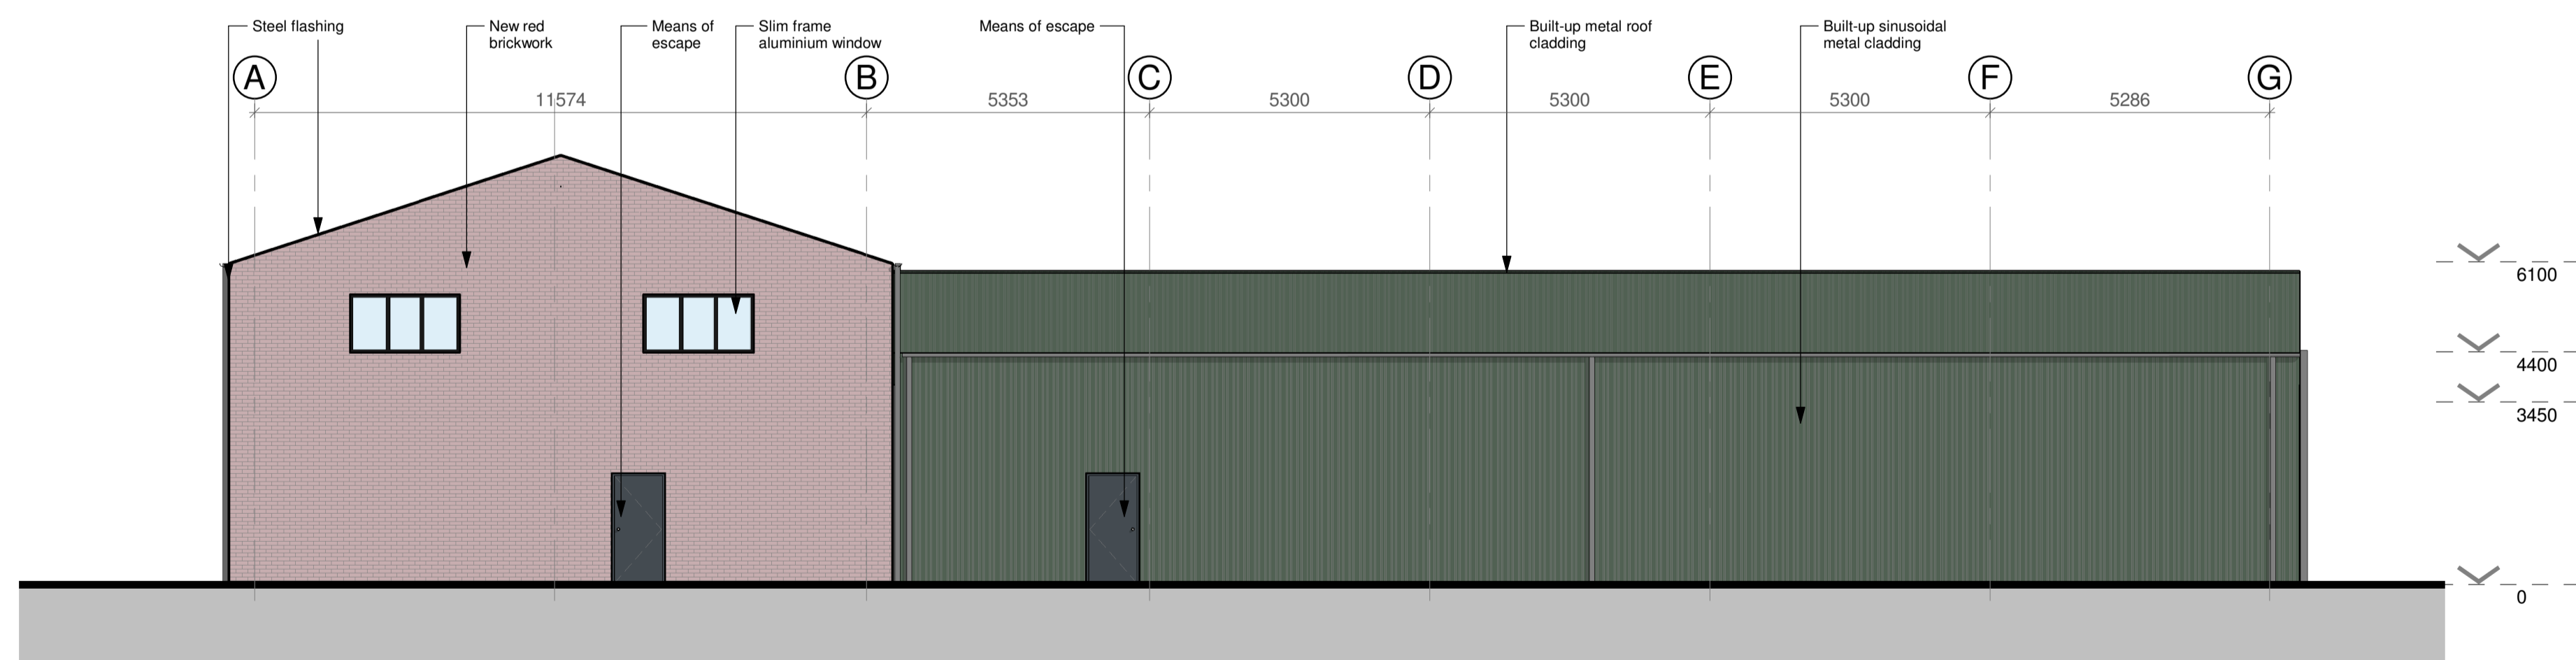 Steel flashing
New red
brickwork
Means of
escape
Slim frame
aluminium window
Means of escape
Built-up metal roof
cladding
Built-up sinusoidal
metal cladding
A
B
C
D
E
F
G
11574
5353
5300
5300
5300
5286
6100
4400
3450
0